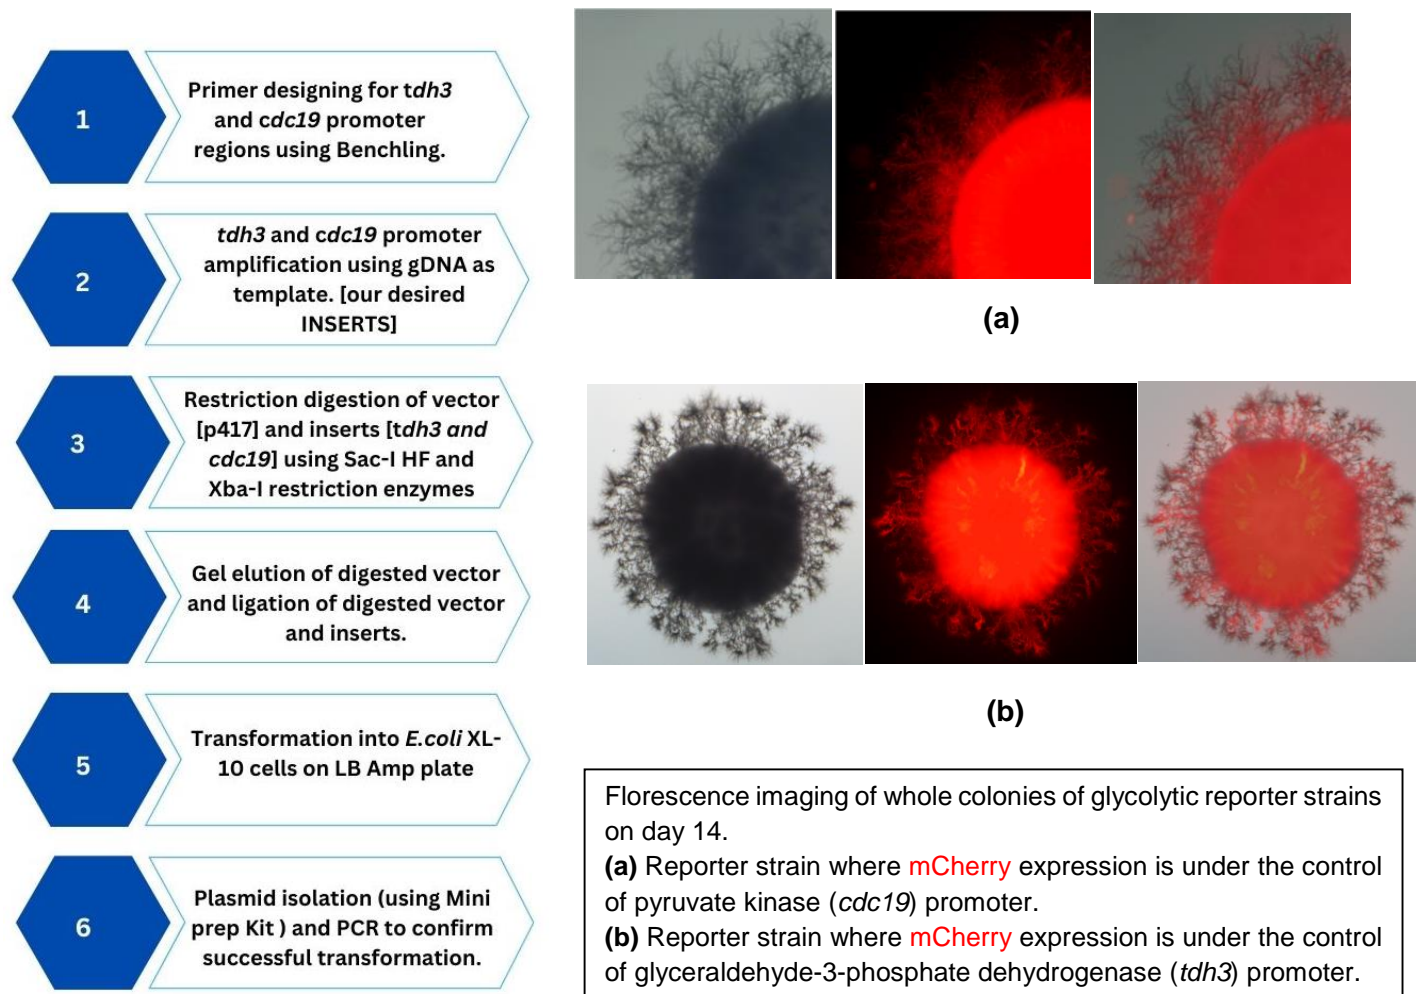 1
Primer designing for tdh3
and cdc19 promoter
regions using Benchling.
2
tdh3 and cdc19 promoter
amplification using gDNA as
template. [our desired
INSERTS]
3
Restriction digestion of vector
[p417] and inserts [tdh3 and
cdc19] using Sac-I HF and
Xba-I restriction enzymes
4
Gel elution of digested vector
and ligation of digested vector
and inserts.
5
Transformation into E.coli XL-
10 cells on LB Amp plate
6
Plasmid isolation (using Mini
prep Kit ) and PCR to confirm
successful transformation.
(a)
(b)
Florescence imaging of whole colonies of glycolytic reporter strains
on day 14.
(a) Reporter strain where mCherry expression is under the control
of pyruvate kinase (cdc19) promoter.
(b) Reporter strain where mCherry expression is under the control
of glyceraldehyde-3-phosphate dehydrogenase (tdh3) promoter.